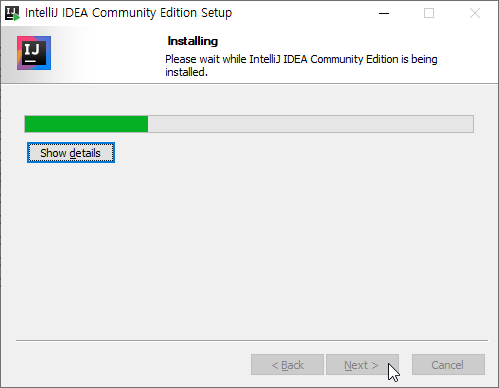 IJ IntelliJ IDEA Community Edition Setup
IJ
Installing
Please wait while IntelliJ IDEA Community Edition is being
installed.
Show details
< Back
Next >
Cancel